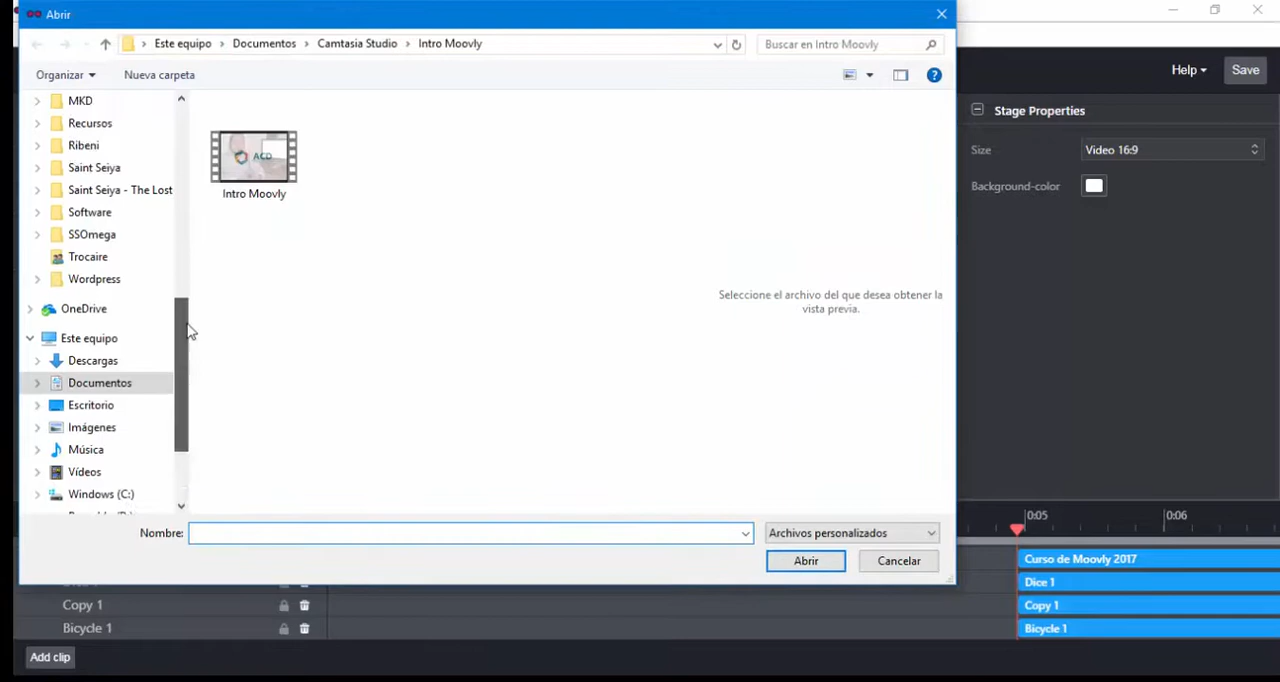 Abrir
Este equipo > Documentos > Camtasia Studio > Intro Moovly
Buscar en Intro Moovly
Organizar
Nueva carpeta
?
Help
Save
MKD
Recursos
Ribeni
Saint Seiya
Saint Seiya - The Lost
Software
SSOmega
Trocaire
Wordpress
OneDrive
Este equipo
Descargas
Documentos
Escritorio
Imágenes
Música
Vídeos
Windows (C:)
ACD
Intro Moovly
Seleccione el archivo del que desea obtener la
vista previa.
Stage Properties
Size
Video 16:9
Background-color
Nombre:
Archivos personalizados
Abrir
Cancelar
0:05
0:06
Curso de Moovly 2017
Dice 1
Copy 1
Copy 1
Bicycle 1
Bicycle 1
Add clip